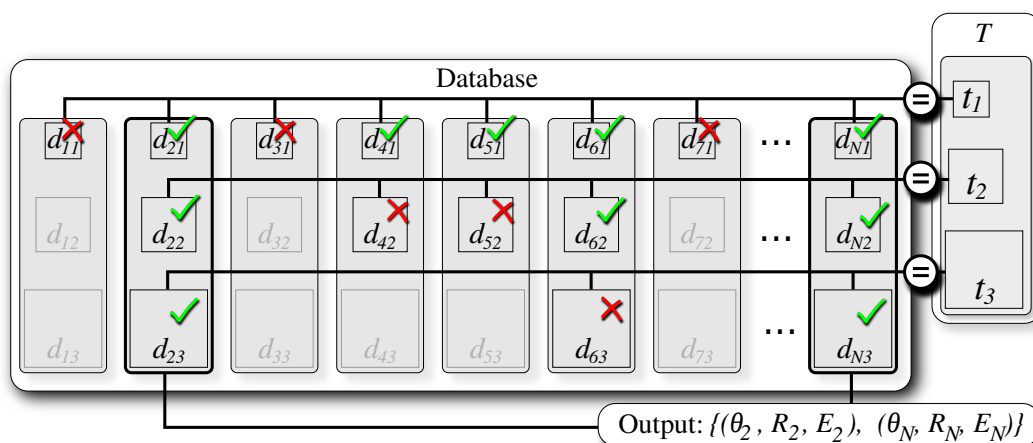 T
Database
= t1
d11 d21 d31 d41 d51 d61 d71 ... dN1
= t2
d12 d22 d32 d42 d52 d62 d72 ... dN2
= t3
d13 d23 d33 d43 d53 d63 d73 ... dN3
Output: {(θ2, R2, E2), (θN, RN, EN)}